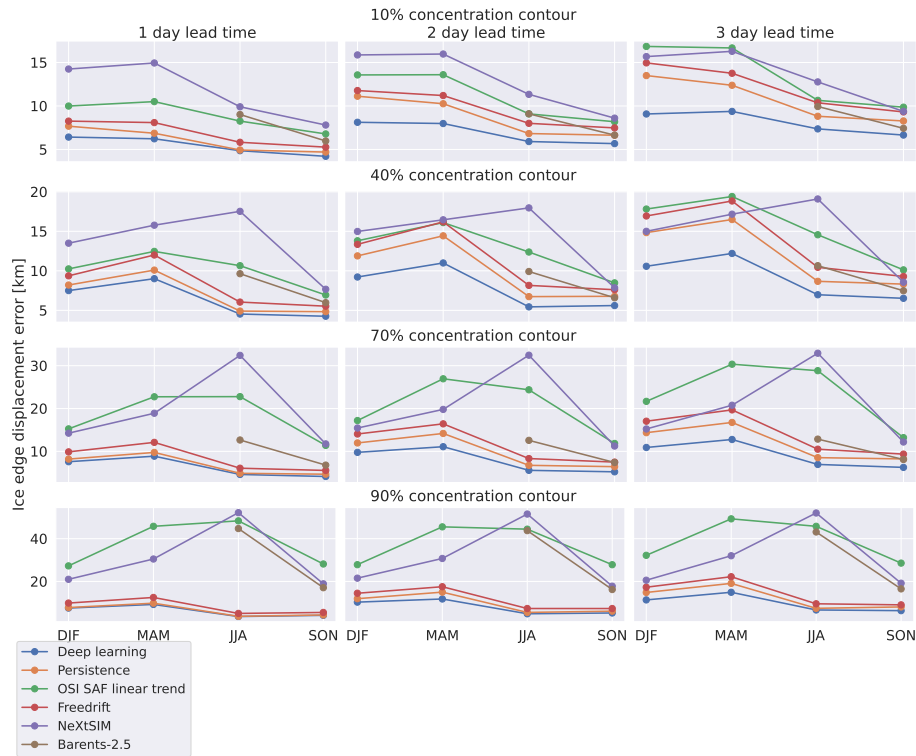 10% concentration contour
1 day lead time
2 day lead time
3 day lead time
15
10
5
40% concentration contour
20
15
10
5
70% concentration contour
30
20
10
90% concentration contour
40
20
Ice edge displacement error [km]
DJF MAM JJA SON
DJF MAM JJA SON
DJF MAM JJA SON
Deep learning
Persistence
OSI SAF linear trend
Freedrift
NeXtSIM
Barents-2.5